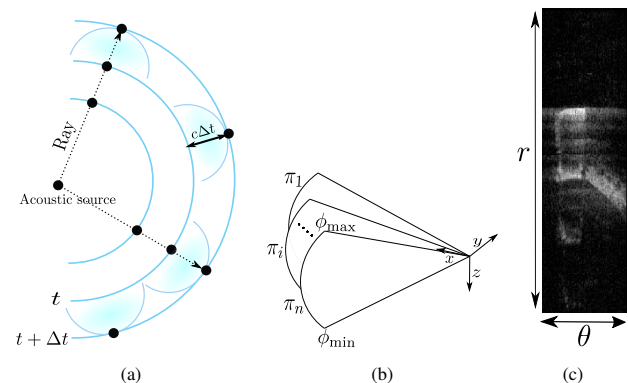 Ray
cΔt
Acoustic source
t
t + Δt
(a)
π₁
ϕmax
πᵢ
πₙ
ϕmin
y
x
z
(b)
r
θ
(c)